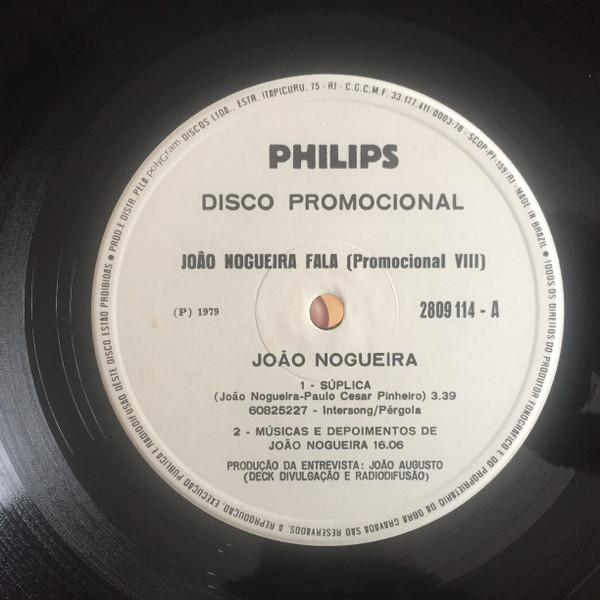 PHILIPS
DISCO PROMOCIONAL
JOÃO NOGUEIRA FALA (Promocional VIII)
(P) 1979
2809 114 - A
JOÃO NOGUEIRA
1 - SÚPLICA
(João Nogueira-Paulo Cesar Pinheiro) 3.39
60825227 - Intersong/Pérgola
2 - MÚSICAS E DEPOIMENTOS DE
JOÃO NOGUEIRA 16.06
PRODUÇÃO DA ENTREVISTA: JOÃO AUGUSTO
(DECK DIVULGAÇÃO E RADIODIFUSÃO)
● PROD. E DISTR. PELA polyGram DISCOS LTDA., ESTR. ITAPICURU, 75 - RJ - C.G.C.M.F. 33.177.411/0003-78 - SCDP-PF-159/RJ - MADE IN BRAZIL ● TODOS OS DIREITOS DO PRODUTOR FONOGRÁFICO E DO PROPRIETÁRIO DA OBRA GRAVADA SÃO RESERVADOS. A REPRODUÇÃO, EXECUÇÃO PÚBLICA E RADIODIFUSÃO DESTE DISCO ESTÃO PROIBIDAS